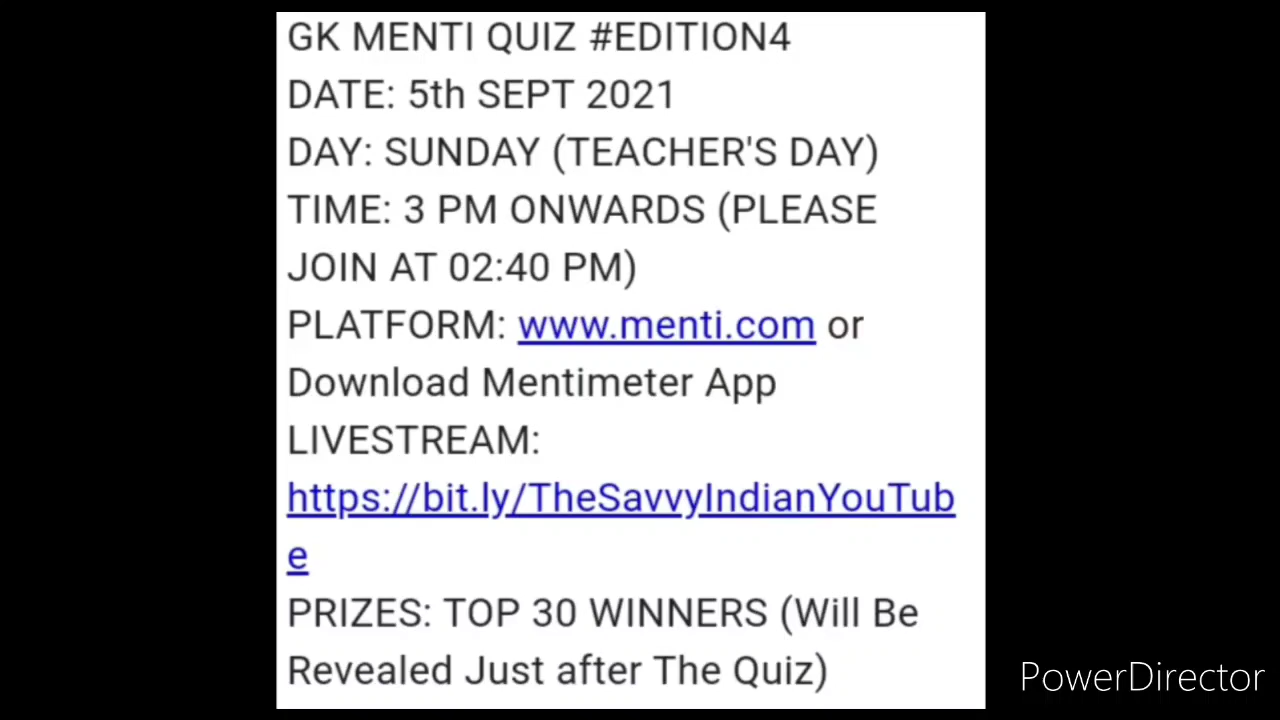 GK MENTI QUIZ #EDITION4
DATE: 5th SEPT 2021
DAY: SUNDAY (TEACHER'S DAY)
TIME: 3 PM ONWARDS (PLEASE
JOIN AT 02:40 PM)
PLATFORM: www.menti.com or
Download Mentimeter App
LIVESTREAM:
https://bit.ly/TheSavvyIndianYouTub
e
PRIZES: TOP 30 WINNERS (Will Be
Revealed Just after The Quiz)
PowerDirector